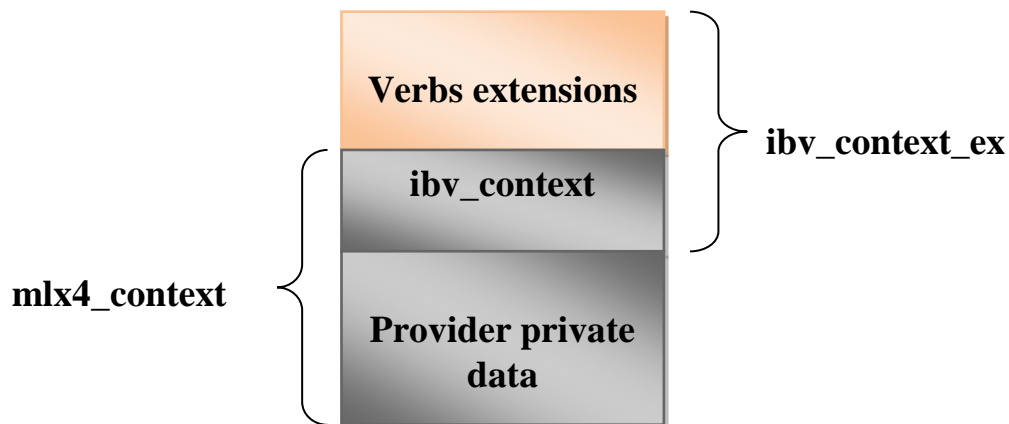 Verbs extensions
ibv_context_ex
ibv_context
mlx4_context
Provider private
data